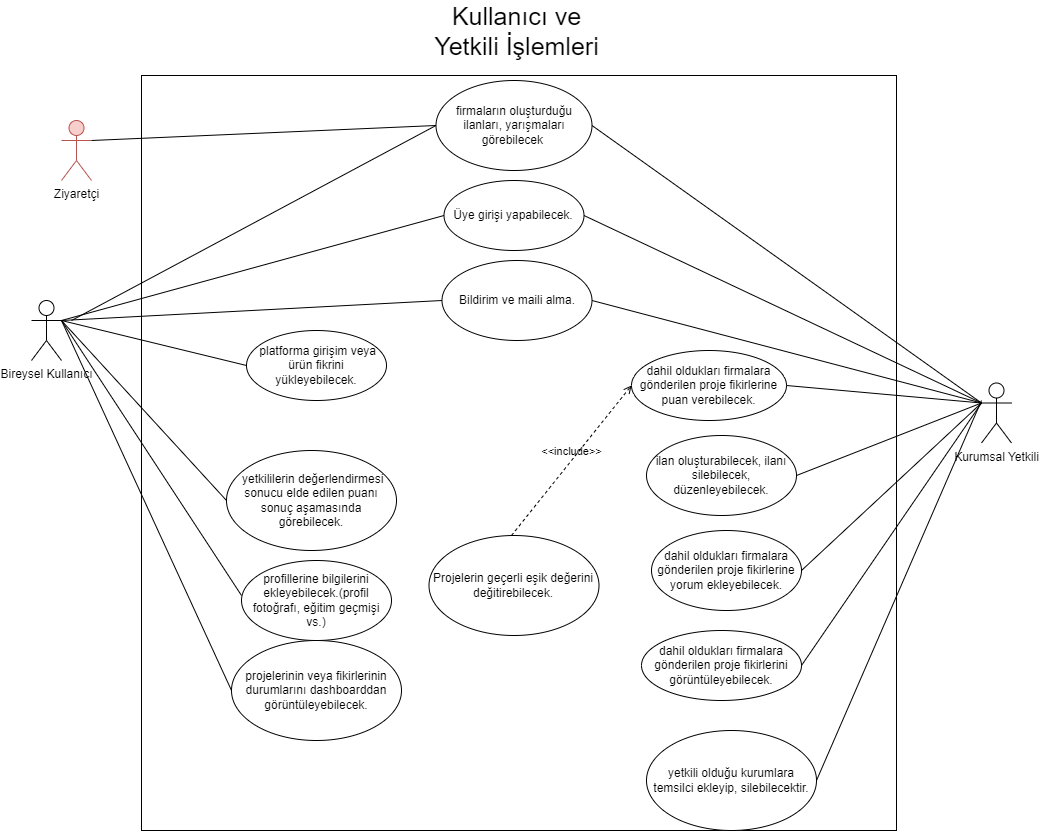 Kullanıcı ve
Yetkili İşlemleri
firmaların oluşturduğu
ilanları, yarışmaları
görebilecek
Ziyaretçi
Üye girişi yapabilecek.
Bildirim ve maili alma.
Bireysel Kullanıcı
platforma girişim veya
ürün fikrini
yükleyebilecek.
dahil oldukları firmalara
gönderilen proje fikirlerine
puan verebilecek.
Kurumsal Yetkili
<<include>>
ilan oluşturabilecek, ilanı
silebilecek,
düzenleyebilecek.
yetkililerin değerlendirmesi
sonucu elde edilen puanı
sonuç aşamasında
görebilecek.
dahil oldukları firmalara
gönderilen proje fikirlerine
yorum ekleyebilecek.
Projelerin geçerli eşik değerini
değitirebilecek.
profillerine bilgilerini
ekleyebilecek.(profil
fotoğrafı, eğitim geçmişi
vs.)
dahil oldukları firmalara
gönderilen proje fikirlerini
görüntüleyebilecek.
projelerinin veya fikirlerinin
durumlarını dashboarddan
görüntüleyebilecek.
yetkili olduğu kurumlara
temsilci ekleyip, silebilecektir.